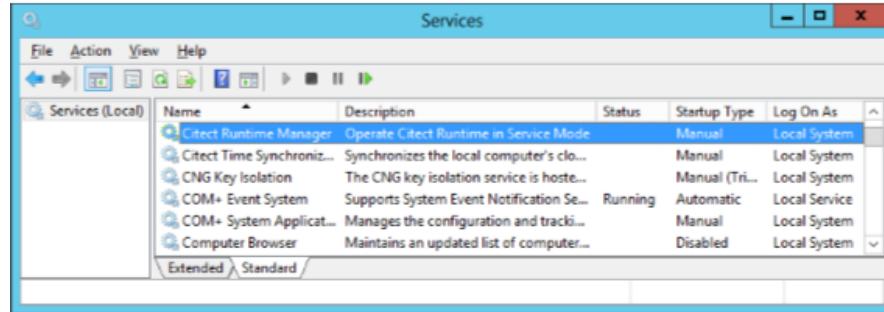 Services
File Action View Help
Services (Local)
Name Description Status Startup Type Log On As
Citect Runtime Manager Operate Citect Runtime in Service Mode Manual Local System
Citect Time Synchroniz... Synchronizes the local computer's clo... Manual Local System
CNG Key Isolation The CNG key isolation service is hoste... Manual (Tri... Local System
COM+ Event System Supports System Event Notification Se... Running Automatic Local Service
COM+ System Applicat... Manages the configuration and tracki... Manual Local System
Computer Browser Maintains an updated list of computer... Disabled Local System
Extended Standard